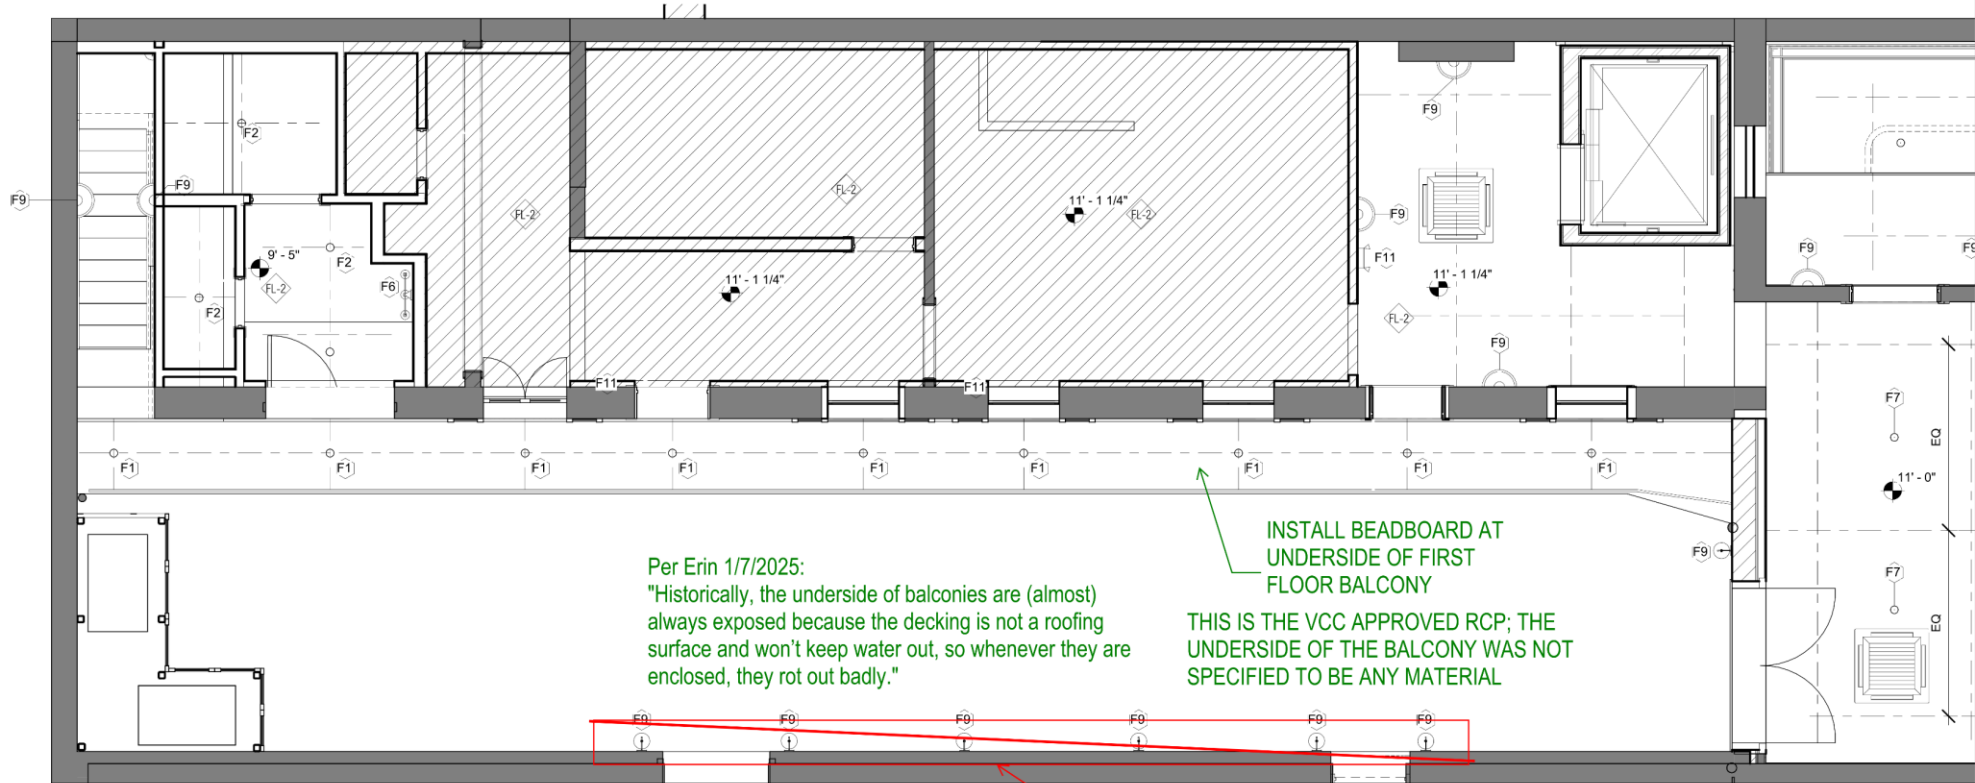 F9
F2
F9
F9
FL-2
FL-2
11' - 1 1/4"
FL-2
F9
F11
9' - 5"
F2
FL-2
F6
F2
11' - 1 1/4"
11' - 1 1/4"
FL-2
F9
F9
F9
F11
F11
F9
F7
EQ
F1
F1
F1
F1
F1
F1
F1
F1
F1
11' - 0"
INSTALL BEADBOARD AT
UNDERSIDE OF FIRST
FLOOR BALCONY
F9
F7
EQ
Per Erin 1/7/2025:
"Historically, the underside of balconies are (almost)
always exposed because the decking is not a roofing
surface and won't keep water out, so whenever they are
enclosed, they rot out badly."
THIS IS THE VCC APPROVED RCP; THE
UNDERSIDE OF THE BALCONY WAS NOT
SPECIFIED TO BE ANY MATERIAL
F9
F9
F9
F9
F9
F9